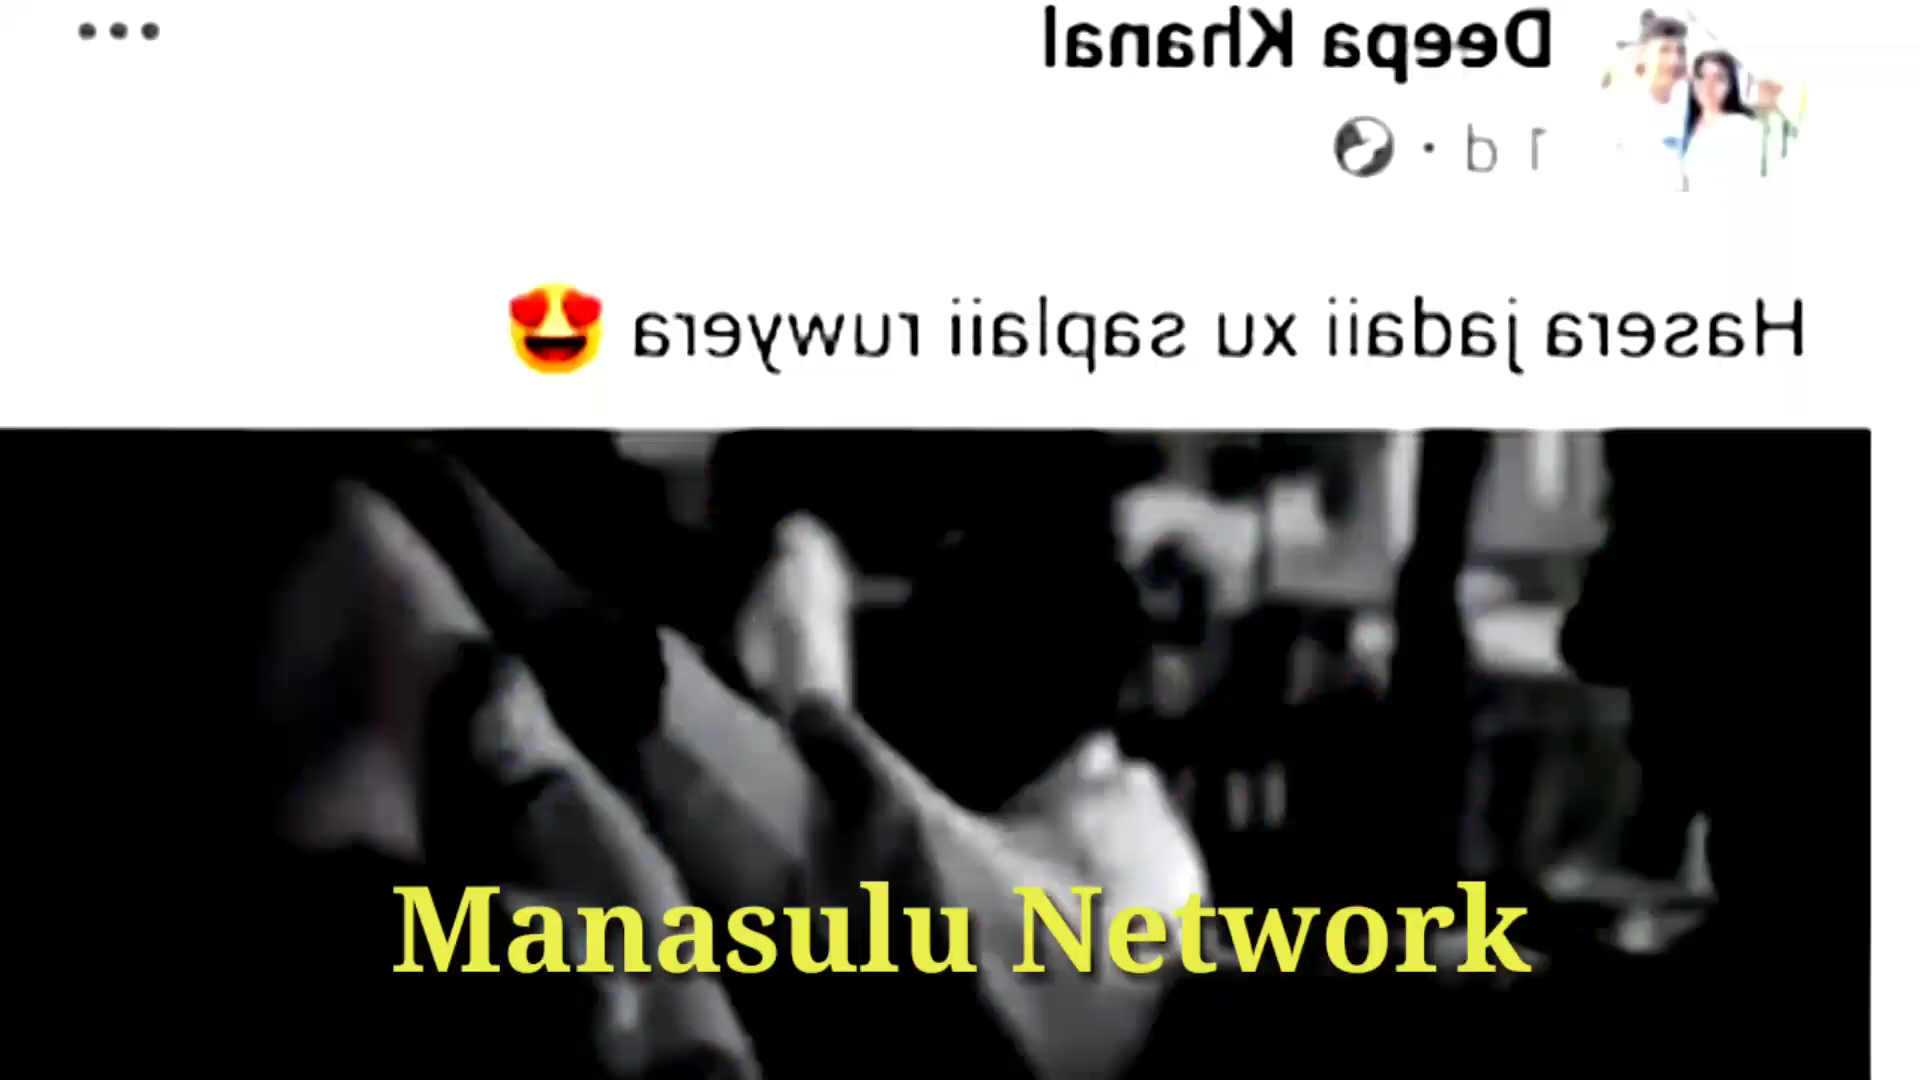 Deepa Khanal
1 d ·
Hasera jadaii xu saplaii ruwyera 😍
Manasulu Network